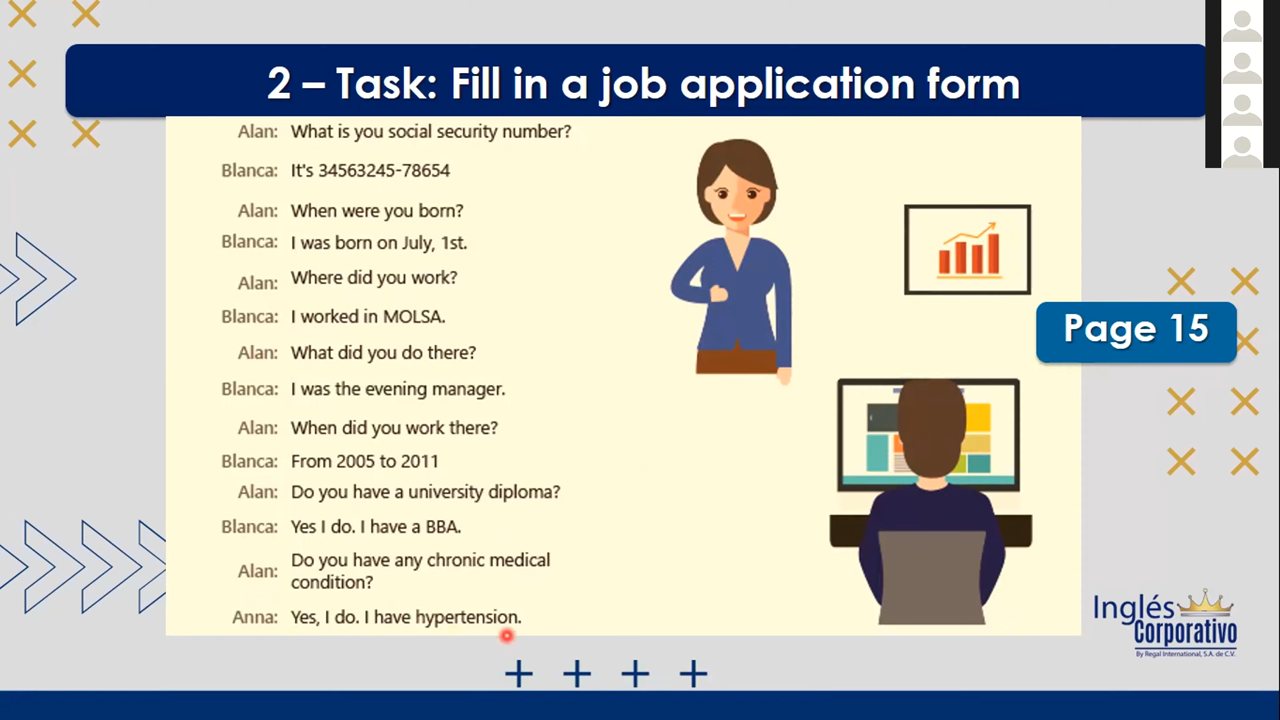 2 – Task: Fill in a job application form
Alan: What is you social security number?
Blanca: It's 34563245-78654
Alan: When were you born?
Blanca: I was born on July, 1st.
Alan: Where did you work?
Blanca: I worked in MOLSA.
Alan: What did you do there?
Blanca: I was the evening manager.
Alan: When did you work there?
Blanca: From 2005 to 2011
Alan: Do you have a university diploma?
Blanca: Yes I do. I have a BBA.
Alan: Do you have any chronic medical
condition?
Anna: Yes, I do. I have hypertension.
Page 15
Inglés
Corporativo
By Regal International, S.A. de C.V.